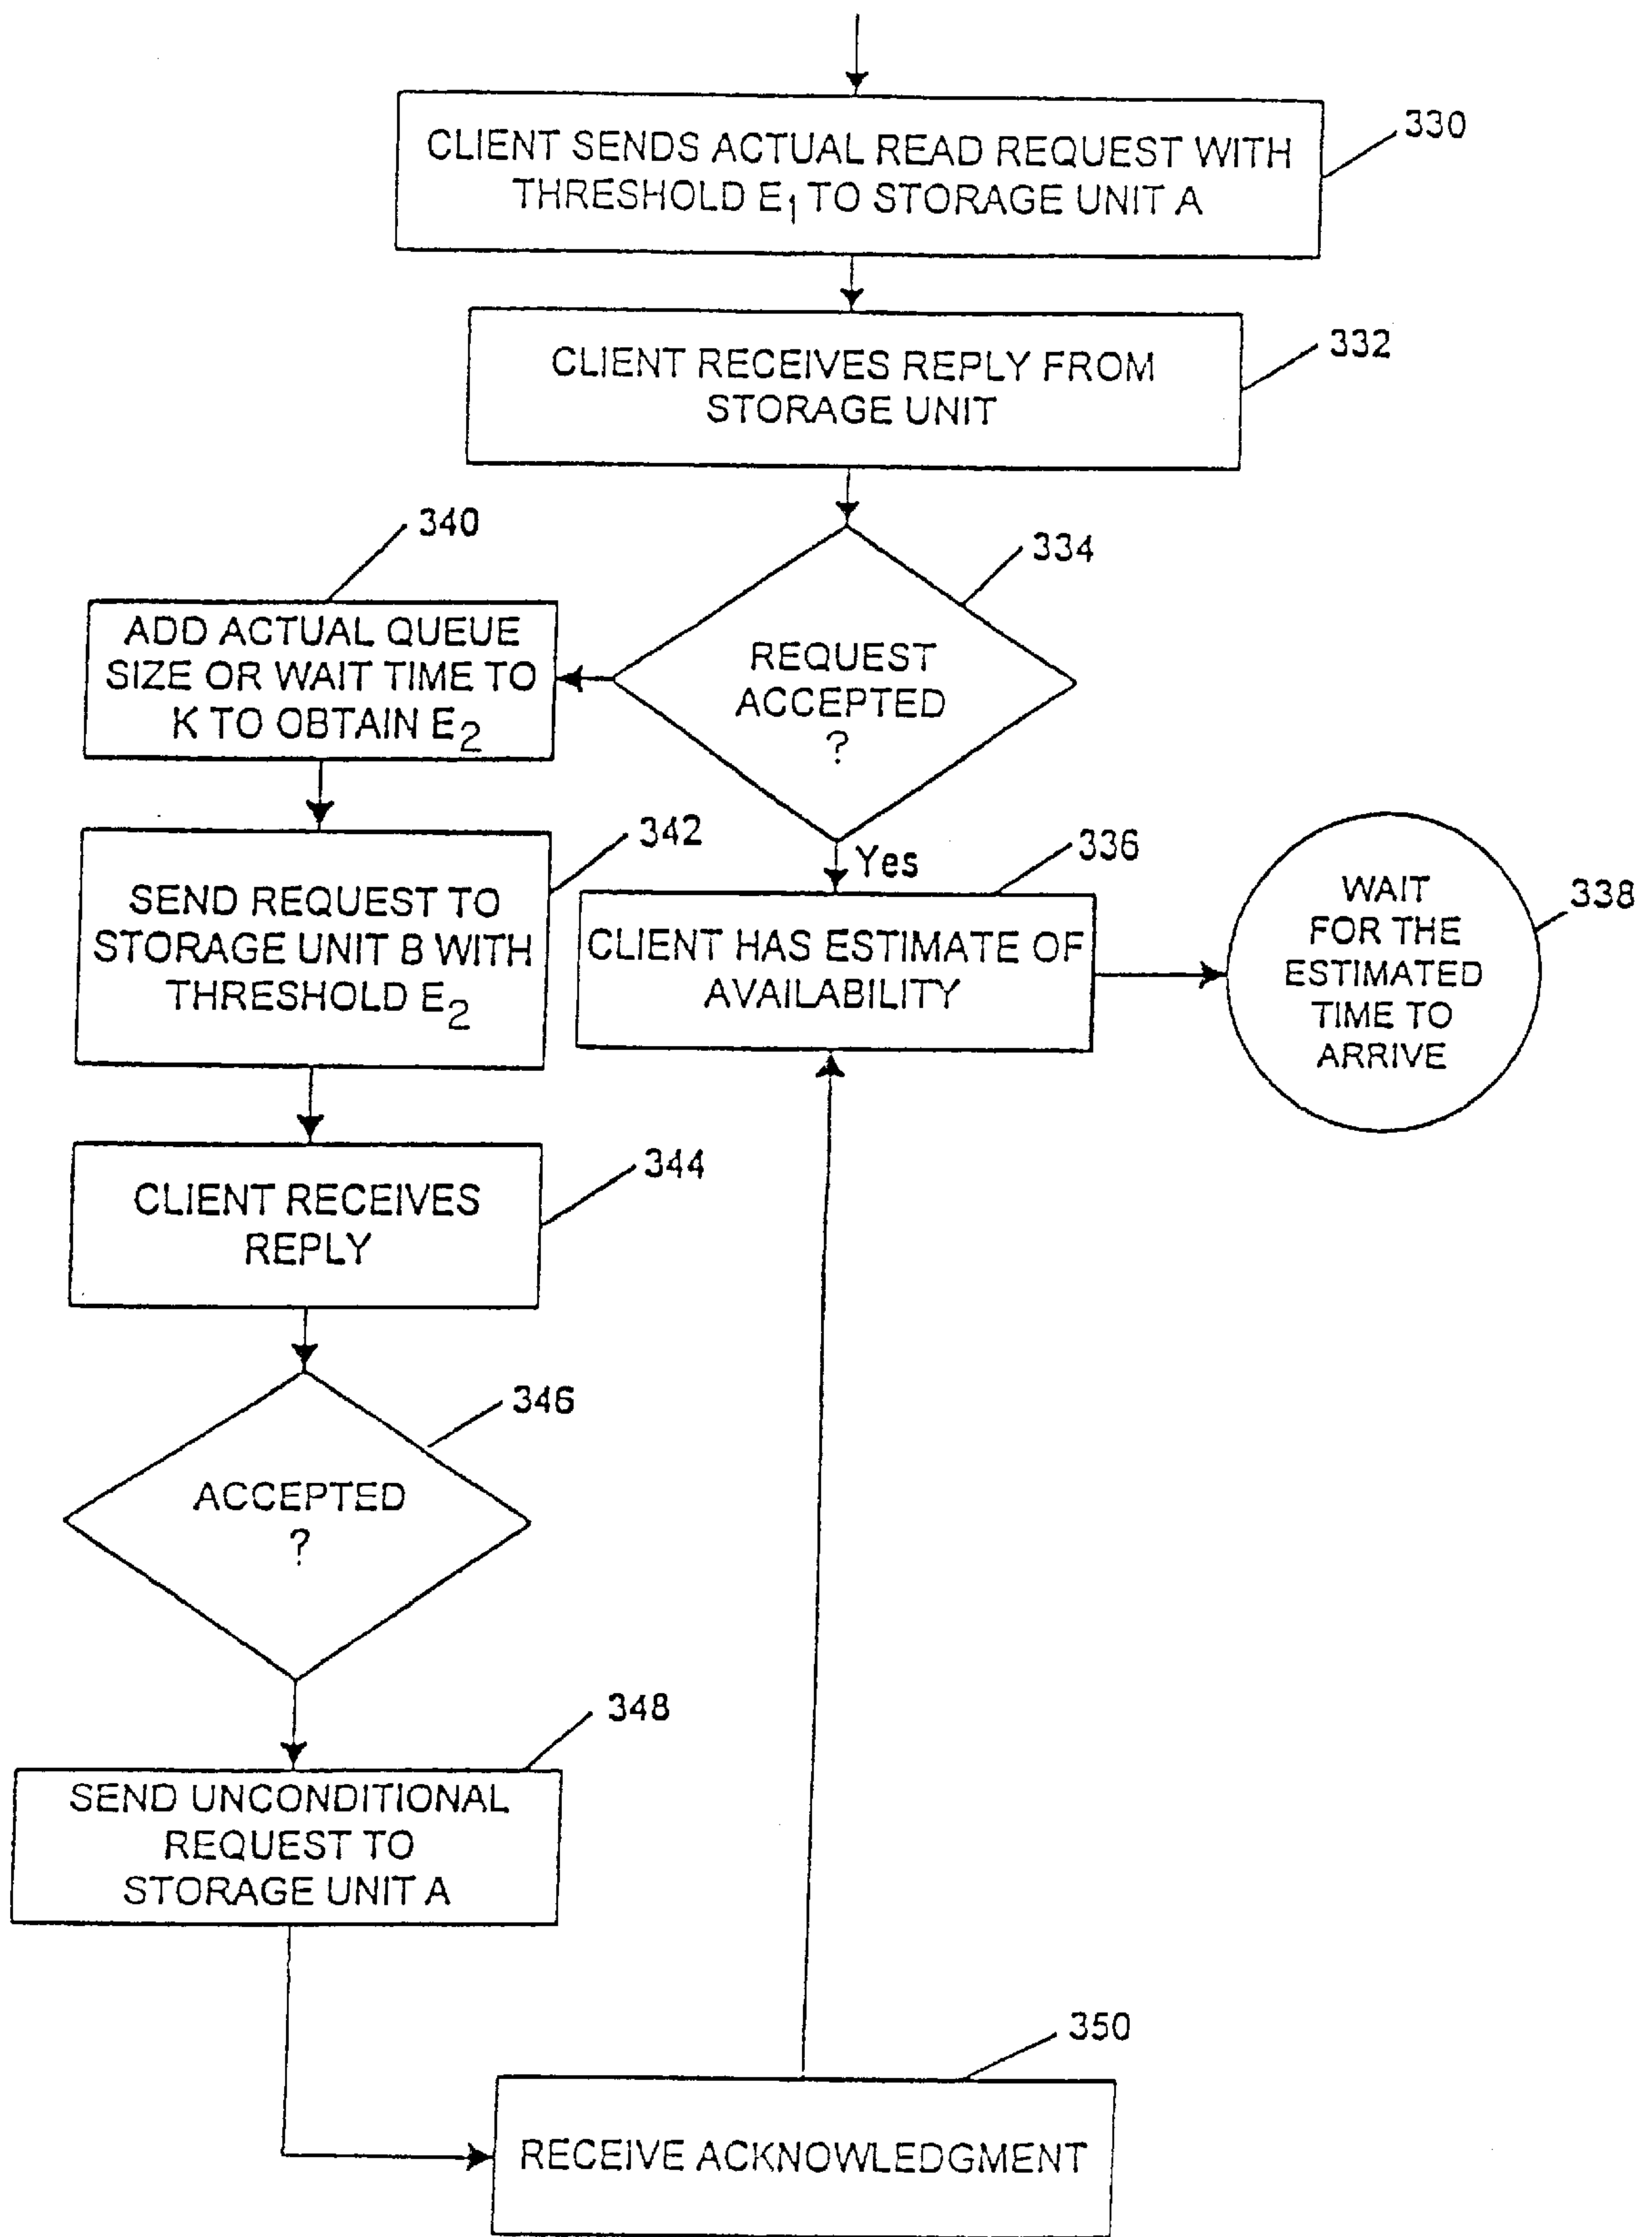 CLIENT SENDS ACTUAL READ REQUEST WITH
THRESHOLD E1 TO STORAGE UNIT A
330
CLIENT RECEIVES REPLY FROM
STORAGE UNIT
332
334
REQUEST
ACCEPTED
?
340
ADD ACTUAL QUEUE
SIZE OR WAIT TIME TO
K TO OBTAIN E2
342
SEND REQUEST TO
STORAGE UNIT B WITH
THRESHOLD E2
Yes
336
CLIENT HAS ESTIMATE OF
AVAILABILITY
338
WAIT
FOR THE
ESTIMATED
TIME TO
ARRIVE
344
CLIENT RECEIVES
REPLY
346
ACCEPTED
?
348
SEND UNCONDITIONAL
REQUEST TO
STORAGE UNIT A
350
RECEIVE ACKNOWLEDGMENT